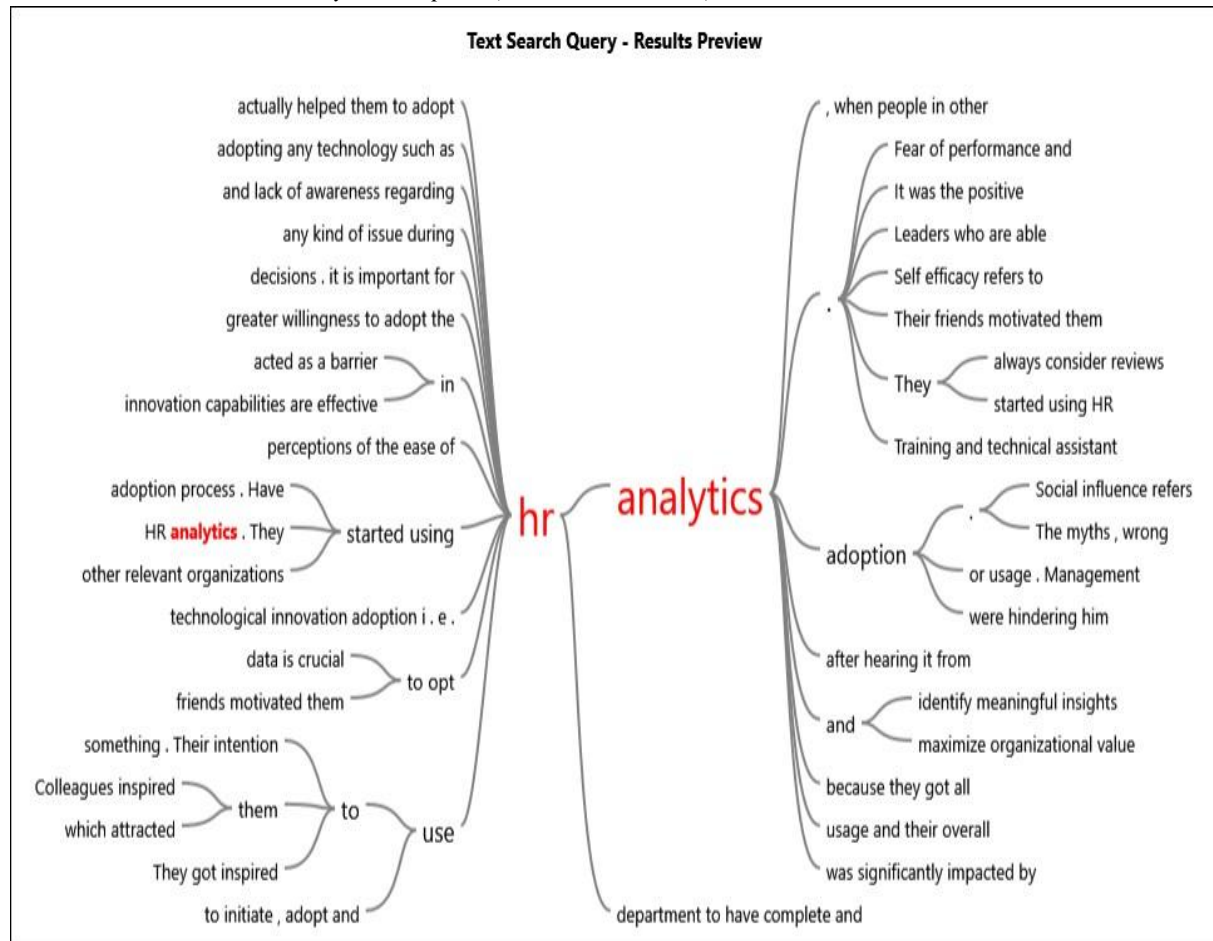 Text Search Query - Results Preview
actually helped them to adopt
adopting any technology such as
and lack of awareness regarding
any kind of issue during
decisions . it is important for
greater willingness to adopt the
acted as a barrier
innovation capabilities are effective
in
perceptions of the ease of
adoption process . Have
HR analytics . They
other relevant organizations
started using
technological innovation adoption i . e .
data is crucial
friends motivated them
to opt
something . Their intention
Colleagues inspired
which attracted
them
They got inspired
to
to initiate , adopt and
use
hr
analytics
, when people in other
.
Fear of performance and
It was the positive
Leaders who are able
Self efficacy refers to
Their friends motivated them
They
always consider reviews
started using HR
Training and technical assistant
adoption
.
Social influence refers
The myths , wrong
or usage . Management
were hindering him
after hearing it from
and
identify meaningful insights
maximize organizational value
because they got all
usage and their overall
was significantly impacted by
department to have complete and